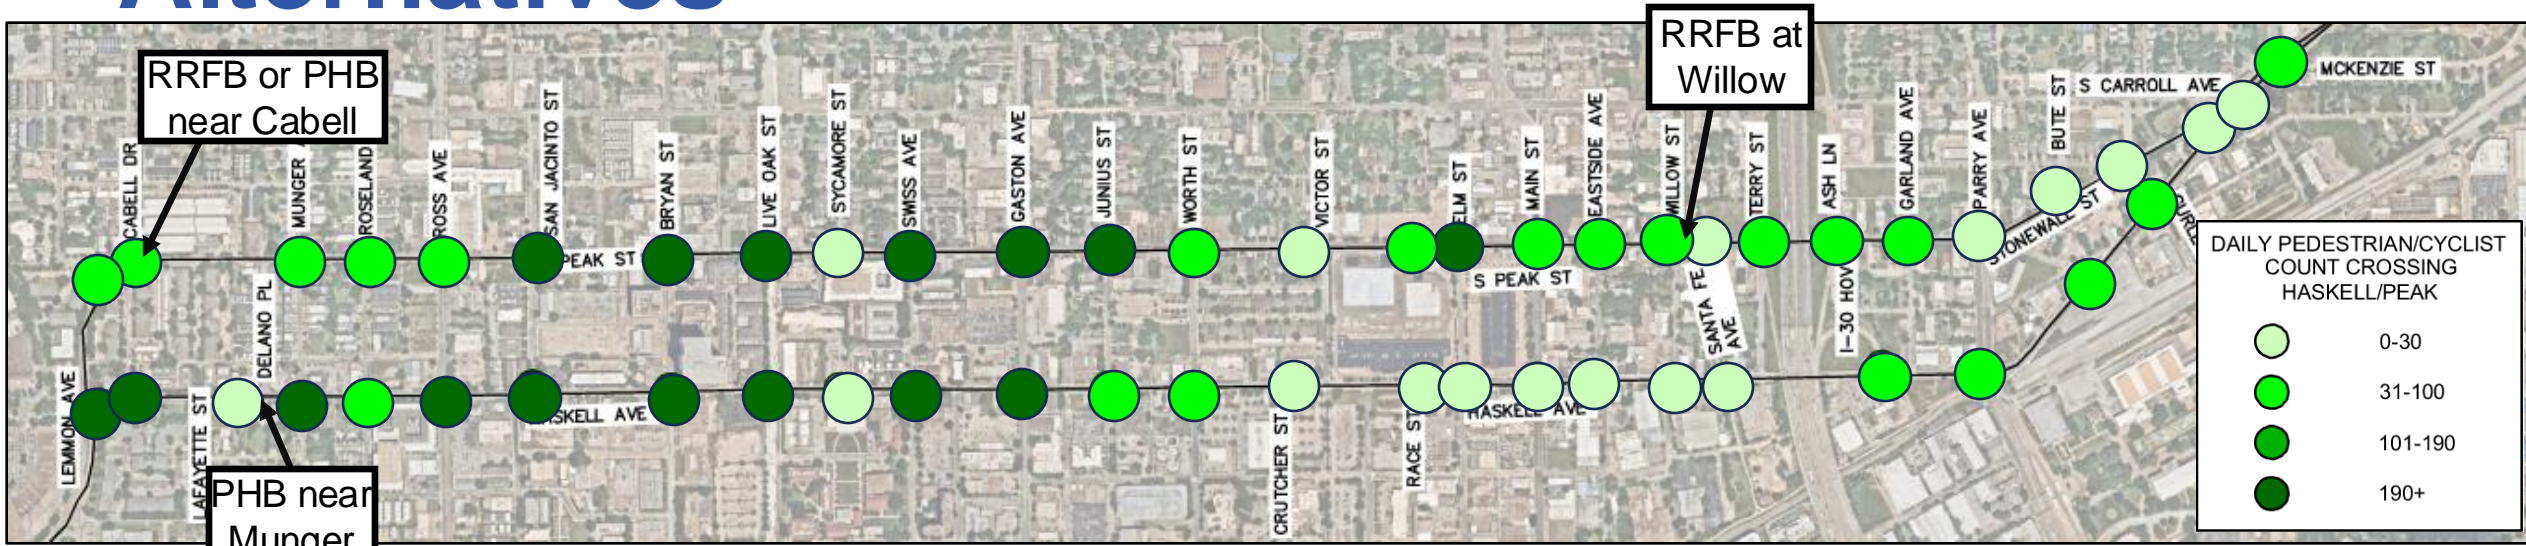 Alternatives
RRFB or PHB
near Cabell
RRFB at
Willow
PHB near
Munger
LEMMON AVE
CABELL DR
LAFAYETTE ST
DELANO PL
MUNGER
ROSELAND
ROSS AVE
SAN JACINTO ST
PEAK ST
BRYAN ST
LIVE OAK ST
SYCAMORE ST
SWISS AVE
GASTON AVE
JUNIUS ST
WORTH ST
VICTOR ST
ELM ST
S PEAK ST
MAIN ST
EASTSIDE AVE
WILLOW ST
SANTA FE
AVE
TERRY ST
ASH LN
I-30 HOV
GARLAND AVE
PARRY AVE
STONEWALL ST
BUTE ST
S CARROLL AVE
MCKENZIE ST
HASKELL AVE
CRUTCHER ST
RACE ST
HASKELL AVE
DAILY PEDESTRIAN/CYCLIST
COUNT CROSSING
HASKELL/PEAK
0-30
31-100
101-190
190+